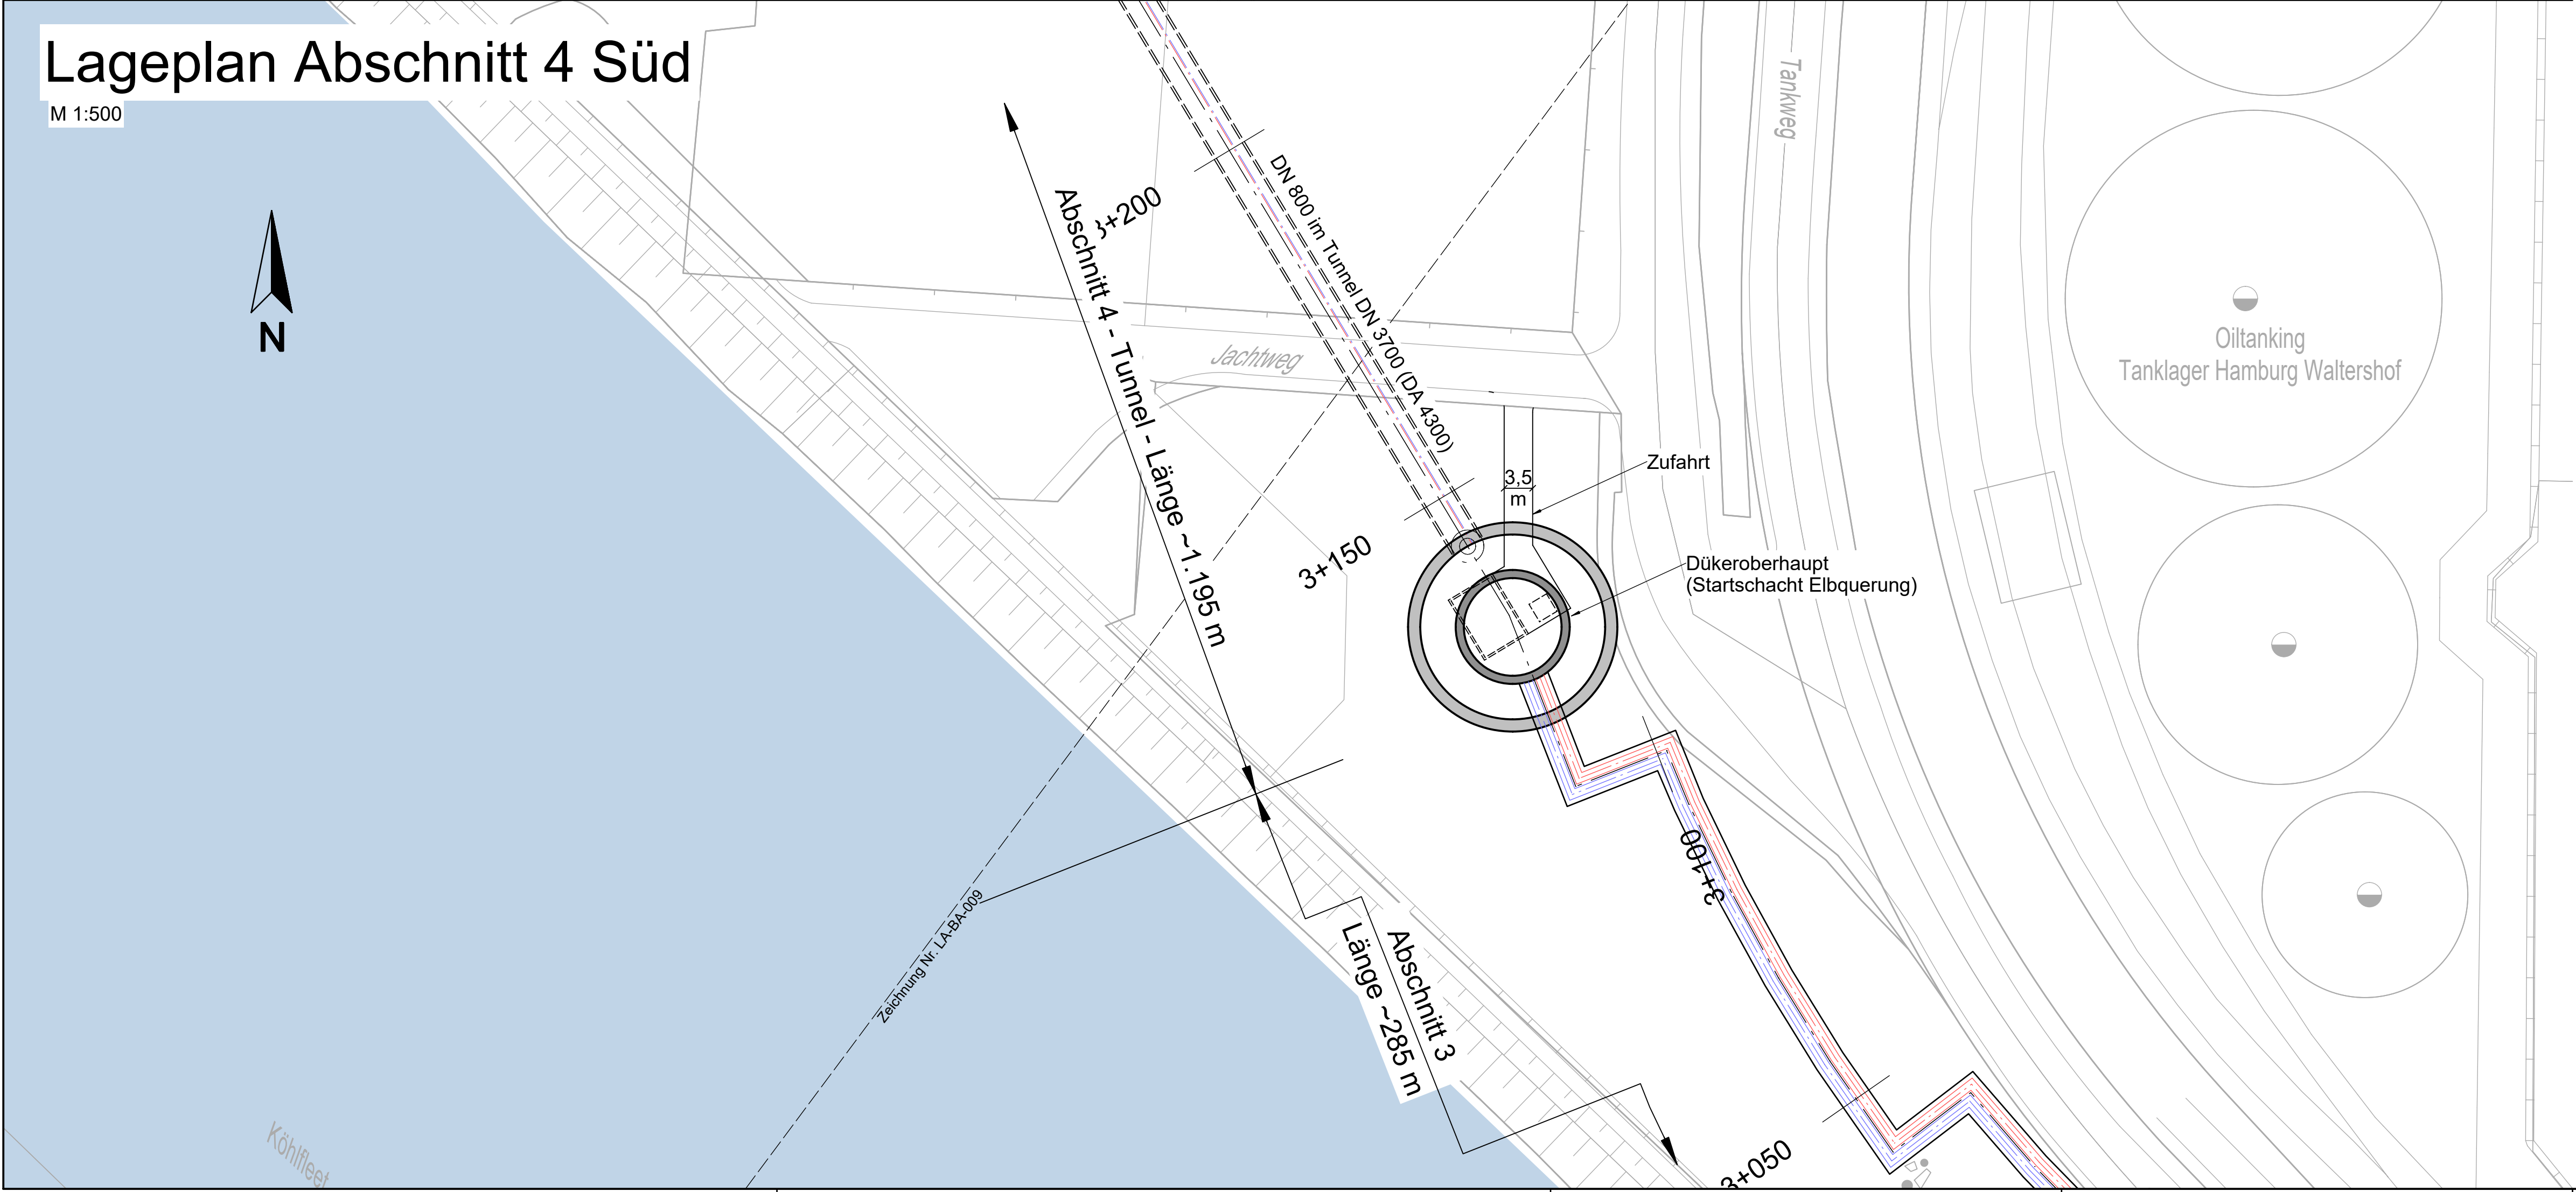 Lageplan Abschnitt 4 Süd
M 1:500
N
Tankweg
DN 800 im Tunnel DN 3700 (DA 4300)
3+200
Abschnitt 4 - Tunnel - Länge ~1.195 m
Jachtweg
Oiltanking
Tanklager Hamburg Waltershof
Zufahrt
3,5
m
3+150
Dükeroberhaupt
(Startschacht Elbquerung)
3+100
Zeichnung Nr. LA-BA-009
Abschnitt 3
Länge ~285 m
3+050
Köhlfleet